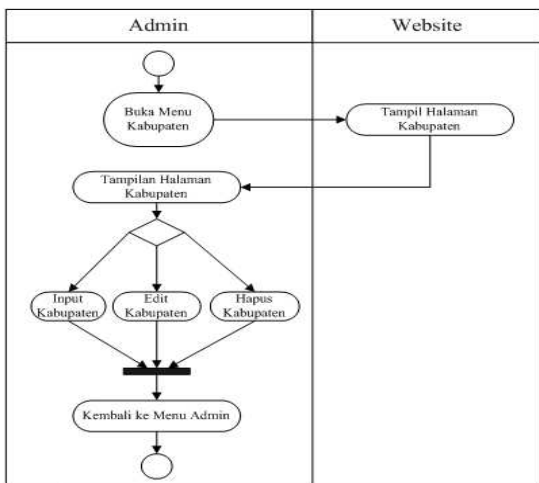 Admin
Website
Buka Menu
Kabupaten
Tampil Halaman
Kabupaten
Tampilan Halaman
Kabupaten
Input
Kabupaten
Edit
Kabupaten
Hapus
Kabupaten
Kembali ke Menu Admin